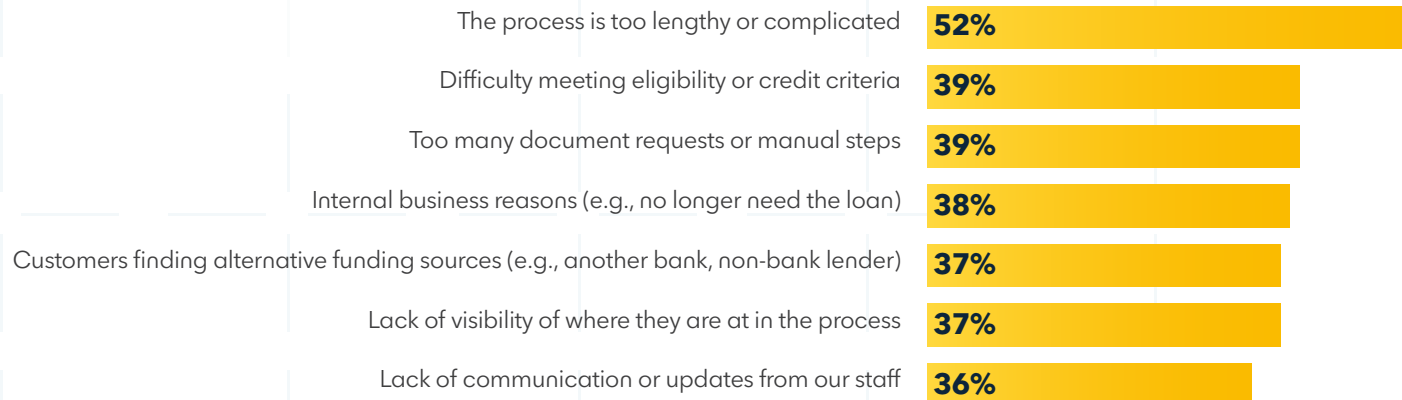 The process is too lengthy or complicated 52%
Difficulty meeting eligibility or credit criteria 39%
Too many document requests or manual steps 39%
Internal business reasons (e.g., no longer need the loan) 38%
Customers finding alternative funding sources (e.g., another bank, non-bank lender) 37%
Lack of visibility of where they are at in the process 37%
Lack of communication or updates from our staff 36%